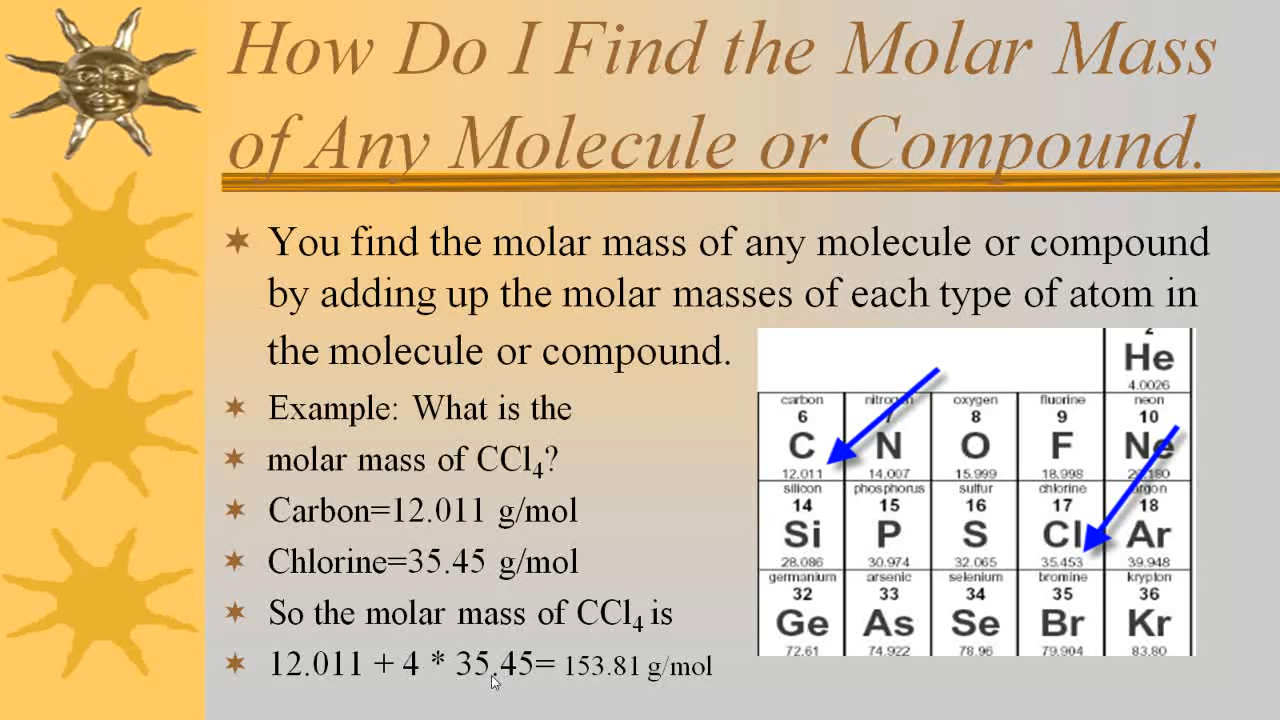 How Do I Find the Molar Mass
of Any Molecule or Compound.
You find the molar mass of any molecule or compound
by adding up the molar masses of each type of atom in
the molecule or compound.
Example: What is the
molar mass of CCl₄?
Carbon=12.011 g/mol
Chlorine=35.45 g/mol
So the molar mass of CCl₄ is
12.011 + 4 * 35.45= 153.81 g/mol
2
He
4.0026
carbon nitrogen oxygen fluorine neon
6 7 8 9 10
C N O F Ne
12.011 14.007 15.999 18.998 20.180
silicon phosphorus sulfur chlorine argon
14 15 16 17 18
Si P S Cl Ar
28.086 30.974 32.065 35.453 39.948
germanium arsenic selenium bromine krypton
32 33 34 35 36
Ge As Se Br Kr
72.61 74.922 78.96 79.904 83.80